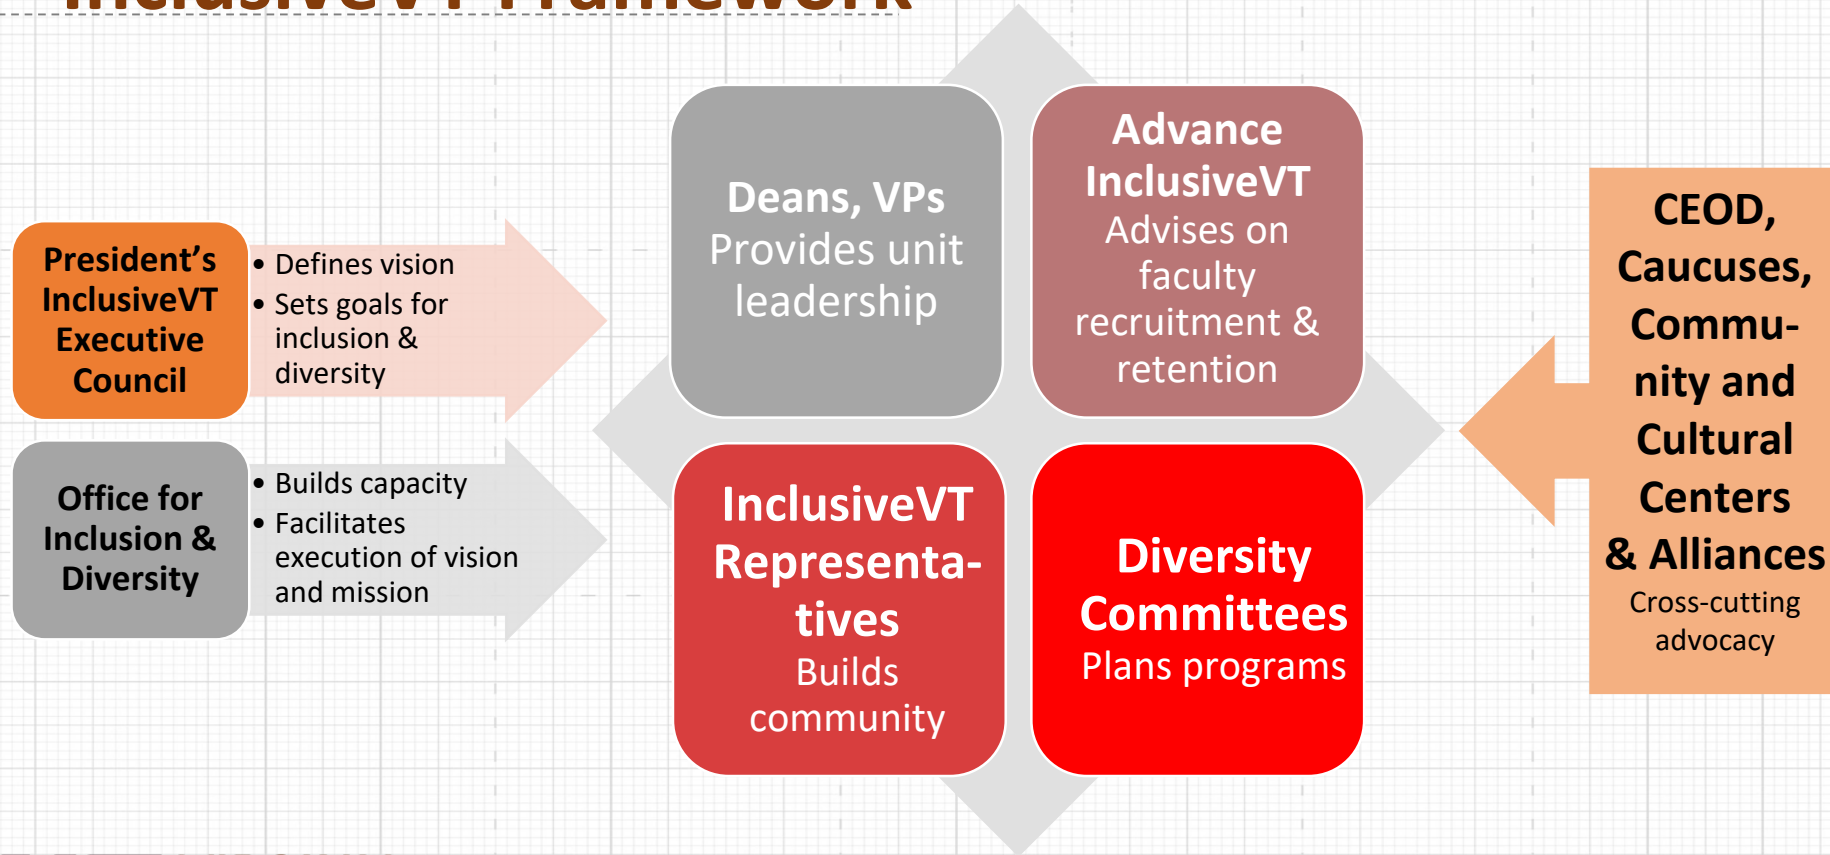 InclusiveVT Framework
President's
InclusiveVT
Executive
Council
• Defines vision
• Sets goals for
inclusion &
diversity
Office for
Inclusion &
Diversity
• Builds capacity
• Facilitates
execution of vision
and mission
Deans, VPs
Provides unit
leadership
Advance
InclusiveVT
Advises on
faculty
recruitment &
retention
InclusiveVT
Representa-
tives
Builds
community
Diversity
Committees
Plans programs
CEOD,
Caucuses,
Commu-
nity and
Cultural
Centers
& Alliances
Cross-cutting
advocacy